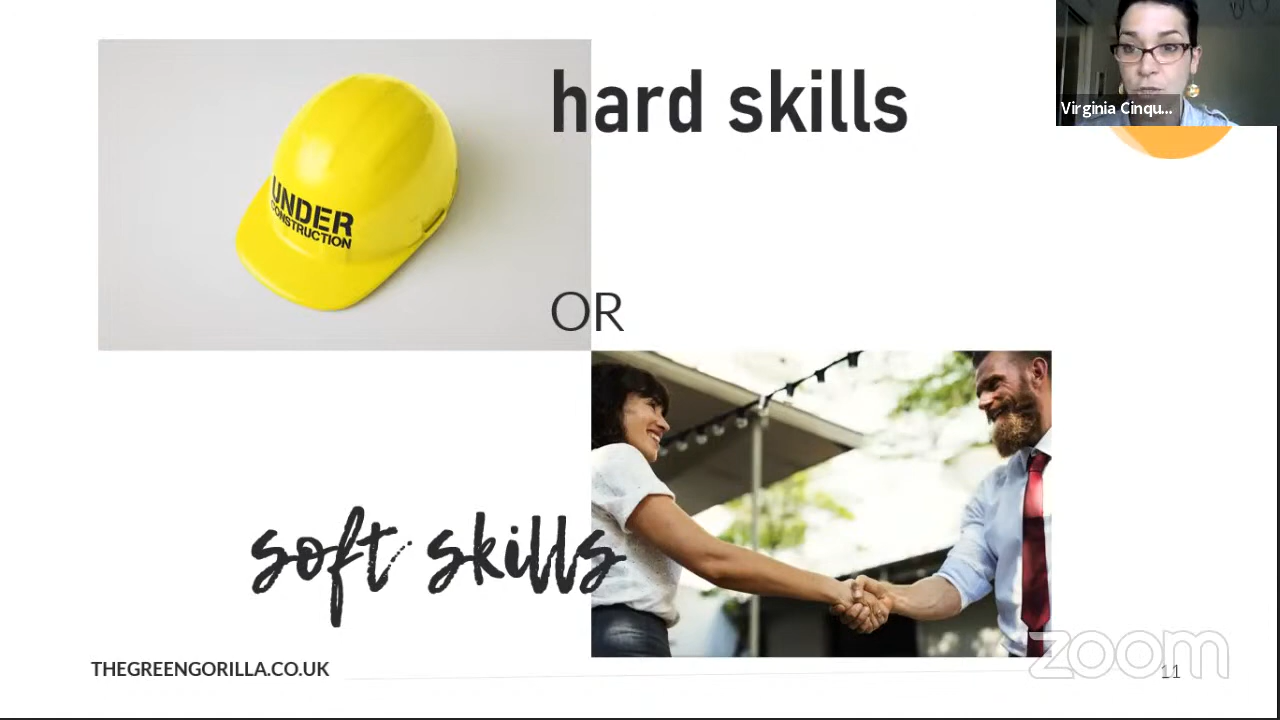 hard skills
Virginia Cinqu...
UNDER
CONSTRUCTION
OR
soft skills
THEGREENGORILLA.CO.UK
zoom
11